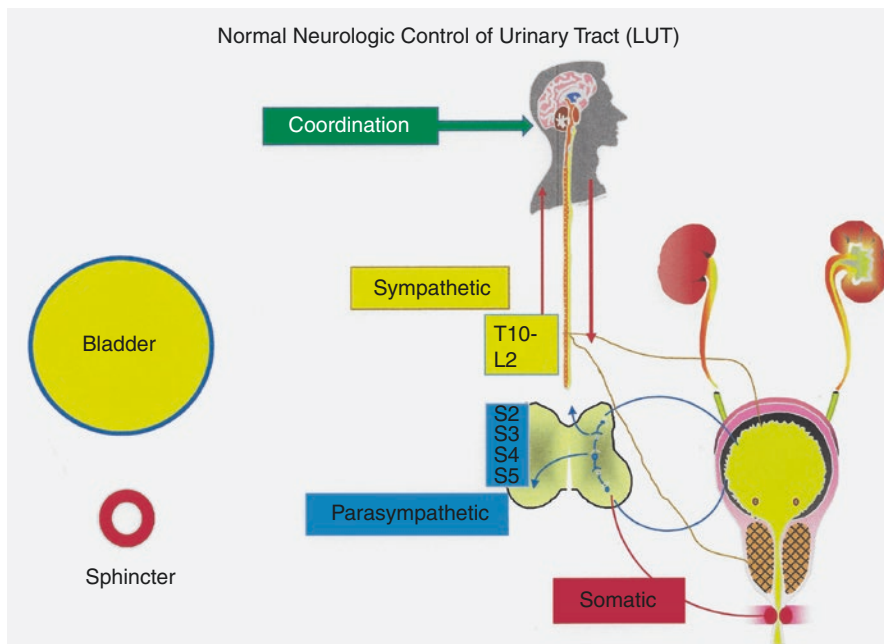 Normal Neurologic Control of Urinary Tract (LUT)
Coordination
Sympathetic
Bladder
T10-
L2
S2
S3
S4
S5
Parasympathetic
Sphincter
Somatic